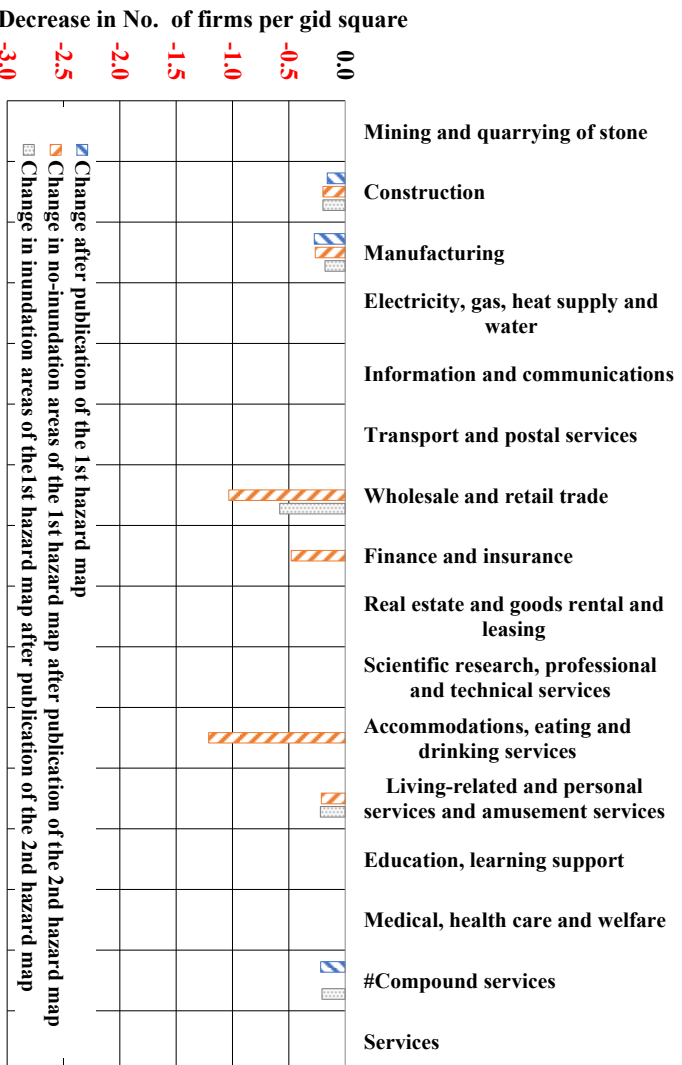 Decrease in No. of firms per gid square
-3.0
-2.5
-2.0
-1.5
-1.0
-0.5
0.0
Mining and quarrying of stone
Construction
Manufacturing
Electricity, gas, heat supply and
water
Information and communications
Transport and postal services
Wholesale and retail trade
Finance and insurance
Real estate and goods rental and
leasing
Scientific research, professional
and technical services
Accommodations, eating and
drinking services
Living-related and personal
services and amusement services
Education, learning support
Medical, health care and welfare
#Compound services
Services
Change after publication of the 1st hazard map
Change in no-inundation areas of the 1st hazard map after publication of the 2nd hazard map
Change in inundation areas of the1st hazard map after publication of the 2nd hazard map